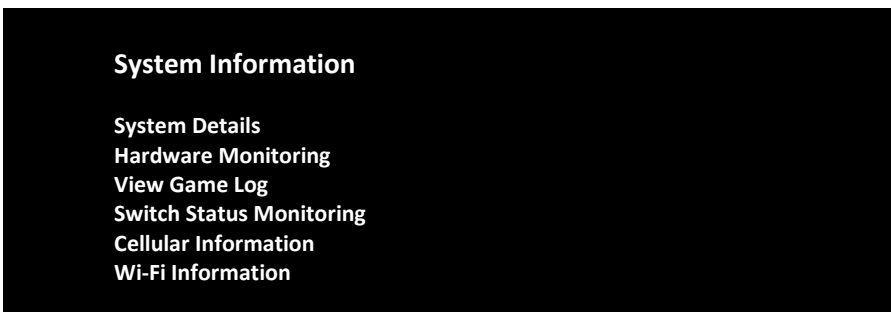 System Information
System Details
Hardware Monitoring
View Game Log
Switch Status Monitoring
Cellular Information
Wi-Fi Information